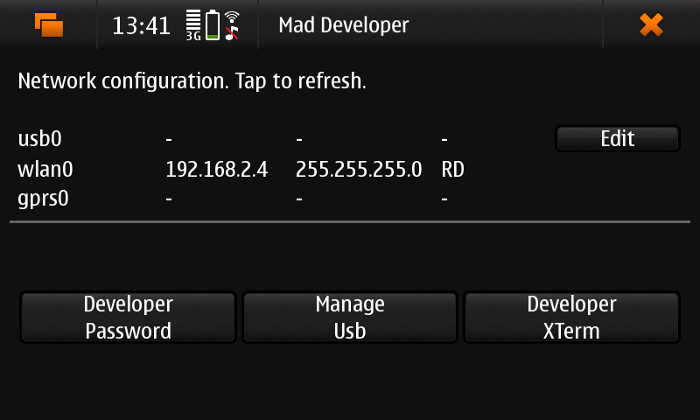 13:41 3G Mad Developer
Network configuration. Tap to refresh.
usb0 - - - Edit
wlan0 192.168.2.4 255.255.255.0 RD
gprs0 - - -
Developer Password Manage Usb Developer XTerm